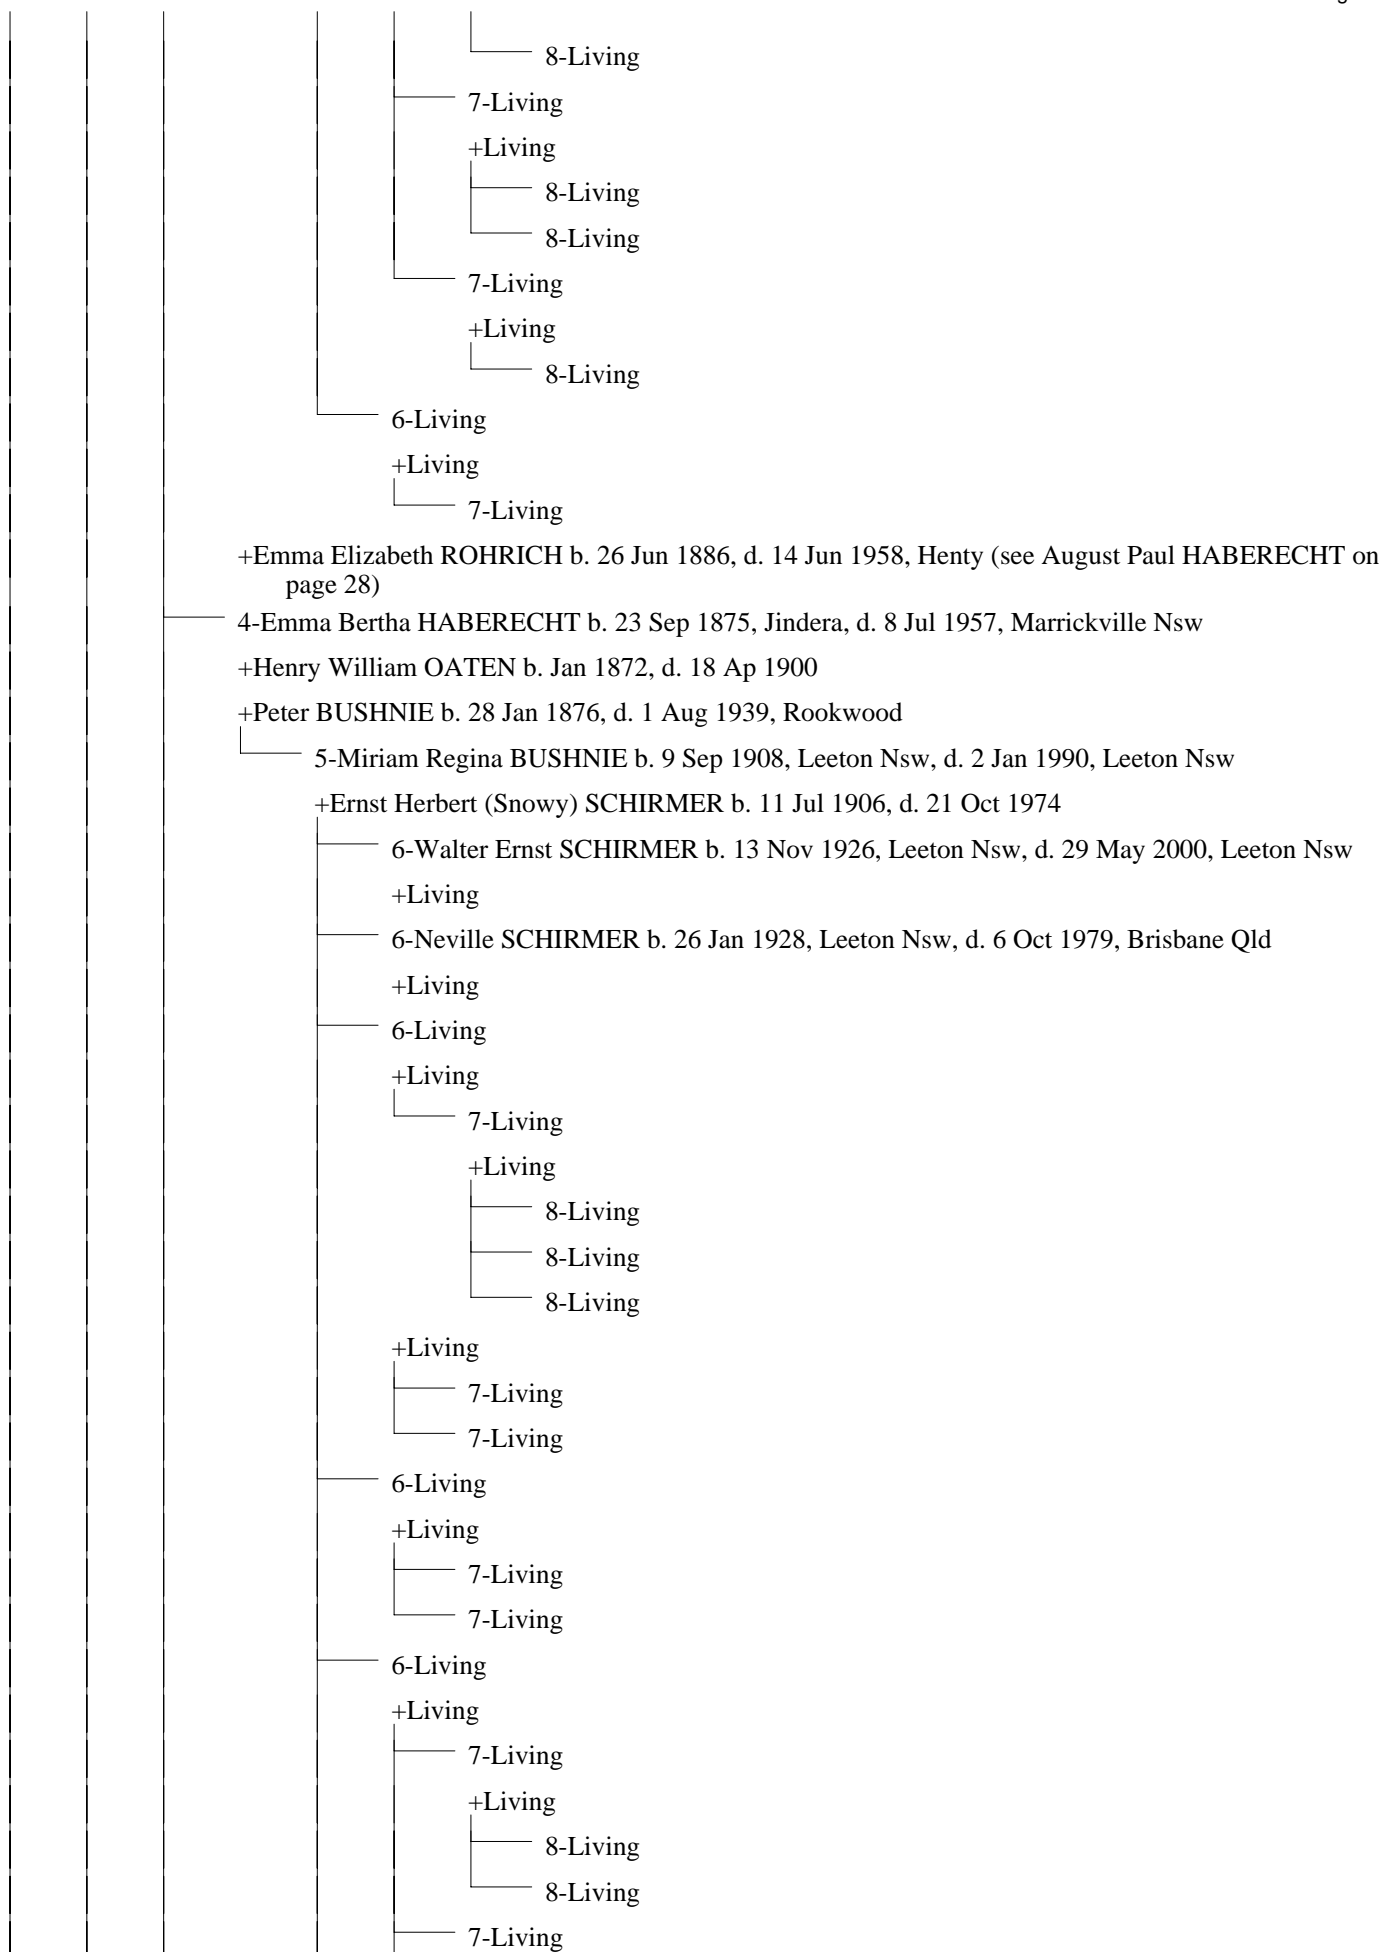 8-Living
7-Living
+Living
8-Living
8-Living
7-Living
+Living
8-Living
6-Living
+Living
7-Living
+Emma Elizabeth ROHRICH b. 26 Jun 1886, d. 14 Jun 1958, Henty (see August Paul HABERECHT on
page 28)
4-Emma Bertha HABERECHT b. 23 Sep 1875, Jindera, d. 8 Jul 1957, Marrickville Nsw
+Henry William OATEN b. Jan 1872, d. 18 Ap 1900
+Peter BUSHNIE b. 28 Jan 1876, d. 1 Aug 1939, Rookwood
5-Miriam Regina BUSHNIE b. 9 Sep 1908, Leeton Nsw, d. 2 Jan 1990, Leeton Nsw
+Ernst Herbert (Snowy) SCHIRMER b. 11 Jul 1906, d. 21 Oct 1974
6-Walter Ernst SCHIRMER b. 13 Nov 1926, Leeton Nsw, d. 29 May 2000, Leeton Nsw
+Living
6-Neville SCHIRMER b. 26 Jan 1928, Leeton Nsw, d. 6 Oct 1979, Brisbane Qld
+Living
6-Living
+Living
7-Living
+Living
8-Living
8-Living
8-Living
+Living
7-Living
7-Living
6-Living
+Living
7-Living
7-Living
6-Living
+Living
7-Living
+Living
8-Living
8-Living
7-Living